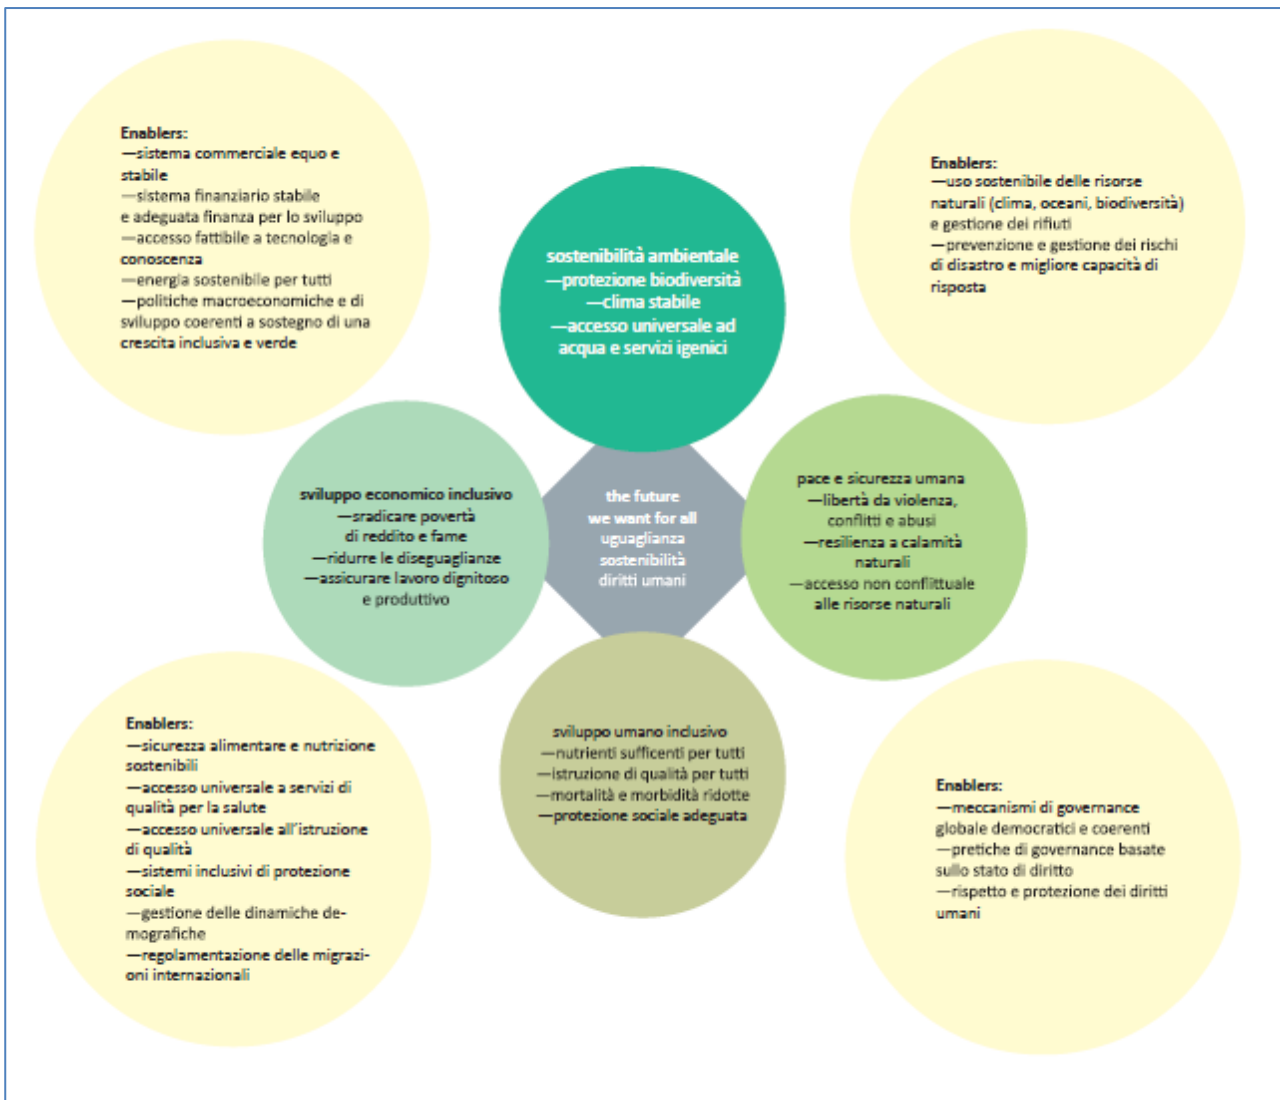 Enablers:
—sistema commerciale equo e
stabile
—sistema finanziario stabile
e adeguata finanza per lo sviluppo
—accesso fattibile a tecnologia e
conoscenza
—energia sostenibile per tutti
—politiche macroeconomiche e di
sviluppo coerenti a sostegno di una
crescita inclusiva e verde
sostenibilità ambientale
—protezione biodiversità
—clima stabile
—accesso universale ad
acqua e servizi igenici
Enablers:
—uso sostenibile delle risorse
naturali (clima, oceani, biodiversità)
e gestione dei rifiuti
—prevenzione e gestione dei rischi
di disastro e migliore capacità di
risposta
sviluppo economico inclusivo
—sradicare povertà
di reddito e fame
—ridurre le diseguaglianze
—assicurare lavoro dignitoso
e produttivo
the future
we want for all
uguaglianza
sostenibilità
diritti umani
pace e sicurezza umana
—libertà da violenza,
conflitti e abusi
—resilienza a calamità
naturali
—accesso non conflittuale
alle risorse naturali
Enablers:
—sicurezza alimentare e nutrizione
sostenibili
—accesso universale a servizi di
qualità per la salute
—accesso universale all'istruzione
di qualità
—sistemi inclusivi di protezione
sociale
—gestione delle dinamiche de-
mografiche
—regolamentazione delle migrazi-
oni internazionali
sviluppo umano inclusivo
—nutrienti sufficenti per tutti
—istruzione di qualità per tutti
—mortalità e morbidità ridotte
—protezione sociale adeguata
Enablers:
—meccanismi di governance
globale democratici e coerenti
—pretiche di governance basate
sullo stato di diritto
—rispetto e protezione dei diritti
umani